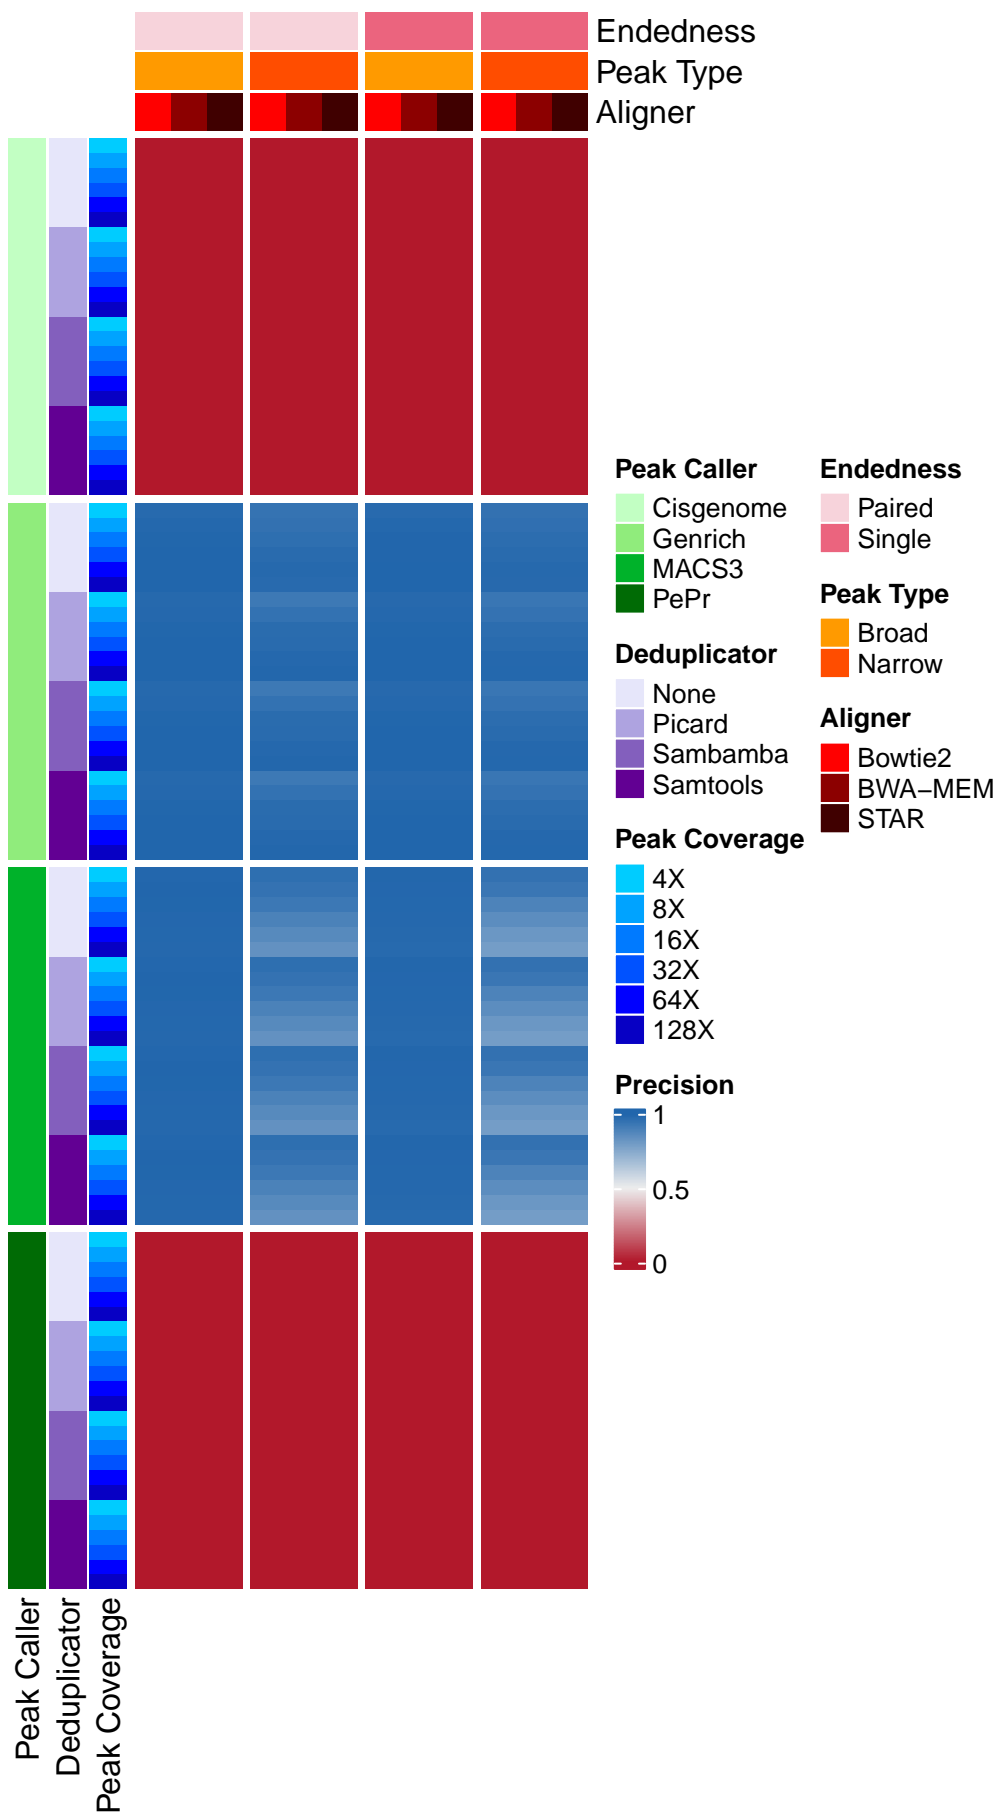 Endedness
Peak Type
Aligner
Peak Caller
Cisgenome
Genrich
MACS3
PePr
Deduplicator
None
Picard
Sambamba
Samtools
Peak Coverage
4X
8X
16X
32X
64X
128X
Precision
1
0.5
0
Endedness
Paired
Single
Peak Type
Broad
Narrow
Aligner
Bowtie2
BWA−MEM
STAR
Peak Caller
Deduplicator
Peak Coverage